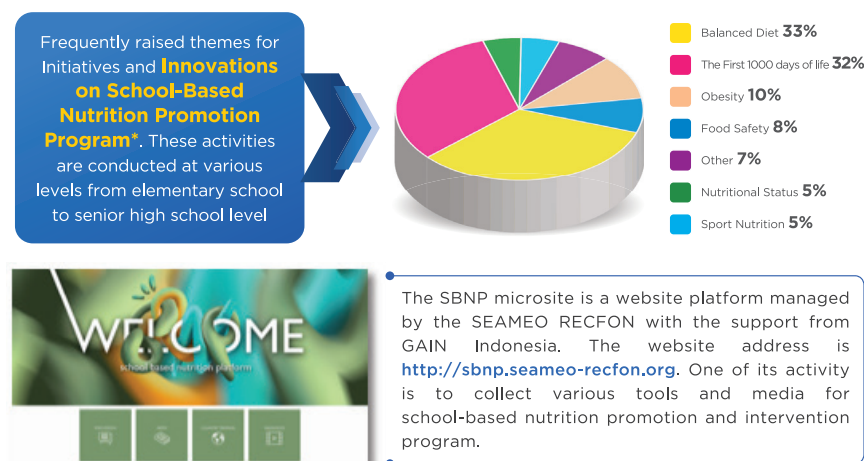 Frequently raised themes for
Initiatives and Innovations
on School-Based
Nutrition Promotion
Program*. These activities
are conducted at various
levels from elementary school
to senior high school level
Balanced Diet 33%
The First 1000 days of life 32%
Obesity 10%
Food Safety 8%
Other 7%
Nutritional Status 5%
Sport Nutrition 5%
WELCOME
school based nutrition platform
The SBNP microsite is a website platform managed
by the SEAMEO RECFON with the support from
GAIN Indonesia. The website address is
http://sbnp.seameo-recfon.org. One of its activity
is to collect various tools and media for
school-based nutrition promotion and intervention
program.